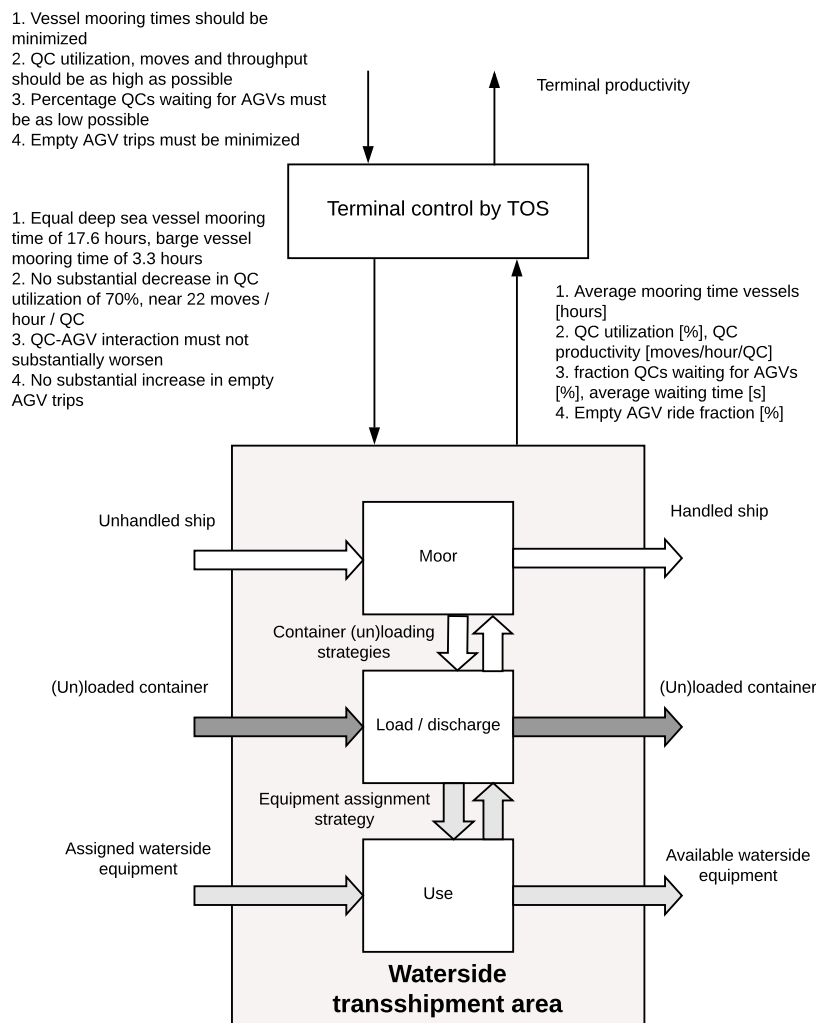 1. Vessel mooring times should be
minimized
2. QC utilization, moves and throughput
should be as high as possible
3. Percentage QCs waiting for AGVs must
be as low possible
4. Empty AGV trips must be minimized
Terminal productivity
Terminal control by TOS
1. Equal deep sea vessel mooring
time of 17.6 hours, barge vessel
mooring time of 3.3 hours
2. No substantial decrease in QC
utilization of 70%, near 22 moves /
hour / QC
3. QC-AGV interaction must not
substantially worsen
4. No substantial increase in empty
AGV trips
1. Average mooring time vessels
[hours]
2. QC utilization [%], QC
productivity [moves/hour/QC]
3. fraction QCs waiting for AGVs
[%], average waiting time [s]
4. Empty AGV ride fraction [%]
Unhandled ship
Moor
Handled ship
Container (un)loading
strategies
(Un)loaded container
Load / discharge
(Un)loaded container
Equipment assignment
strategy
Assigned waterside
equipment
Use
Available waterside
equipment
Waterside
transshipment area